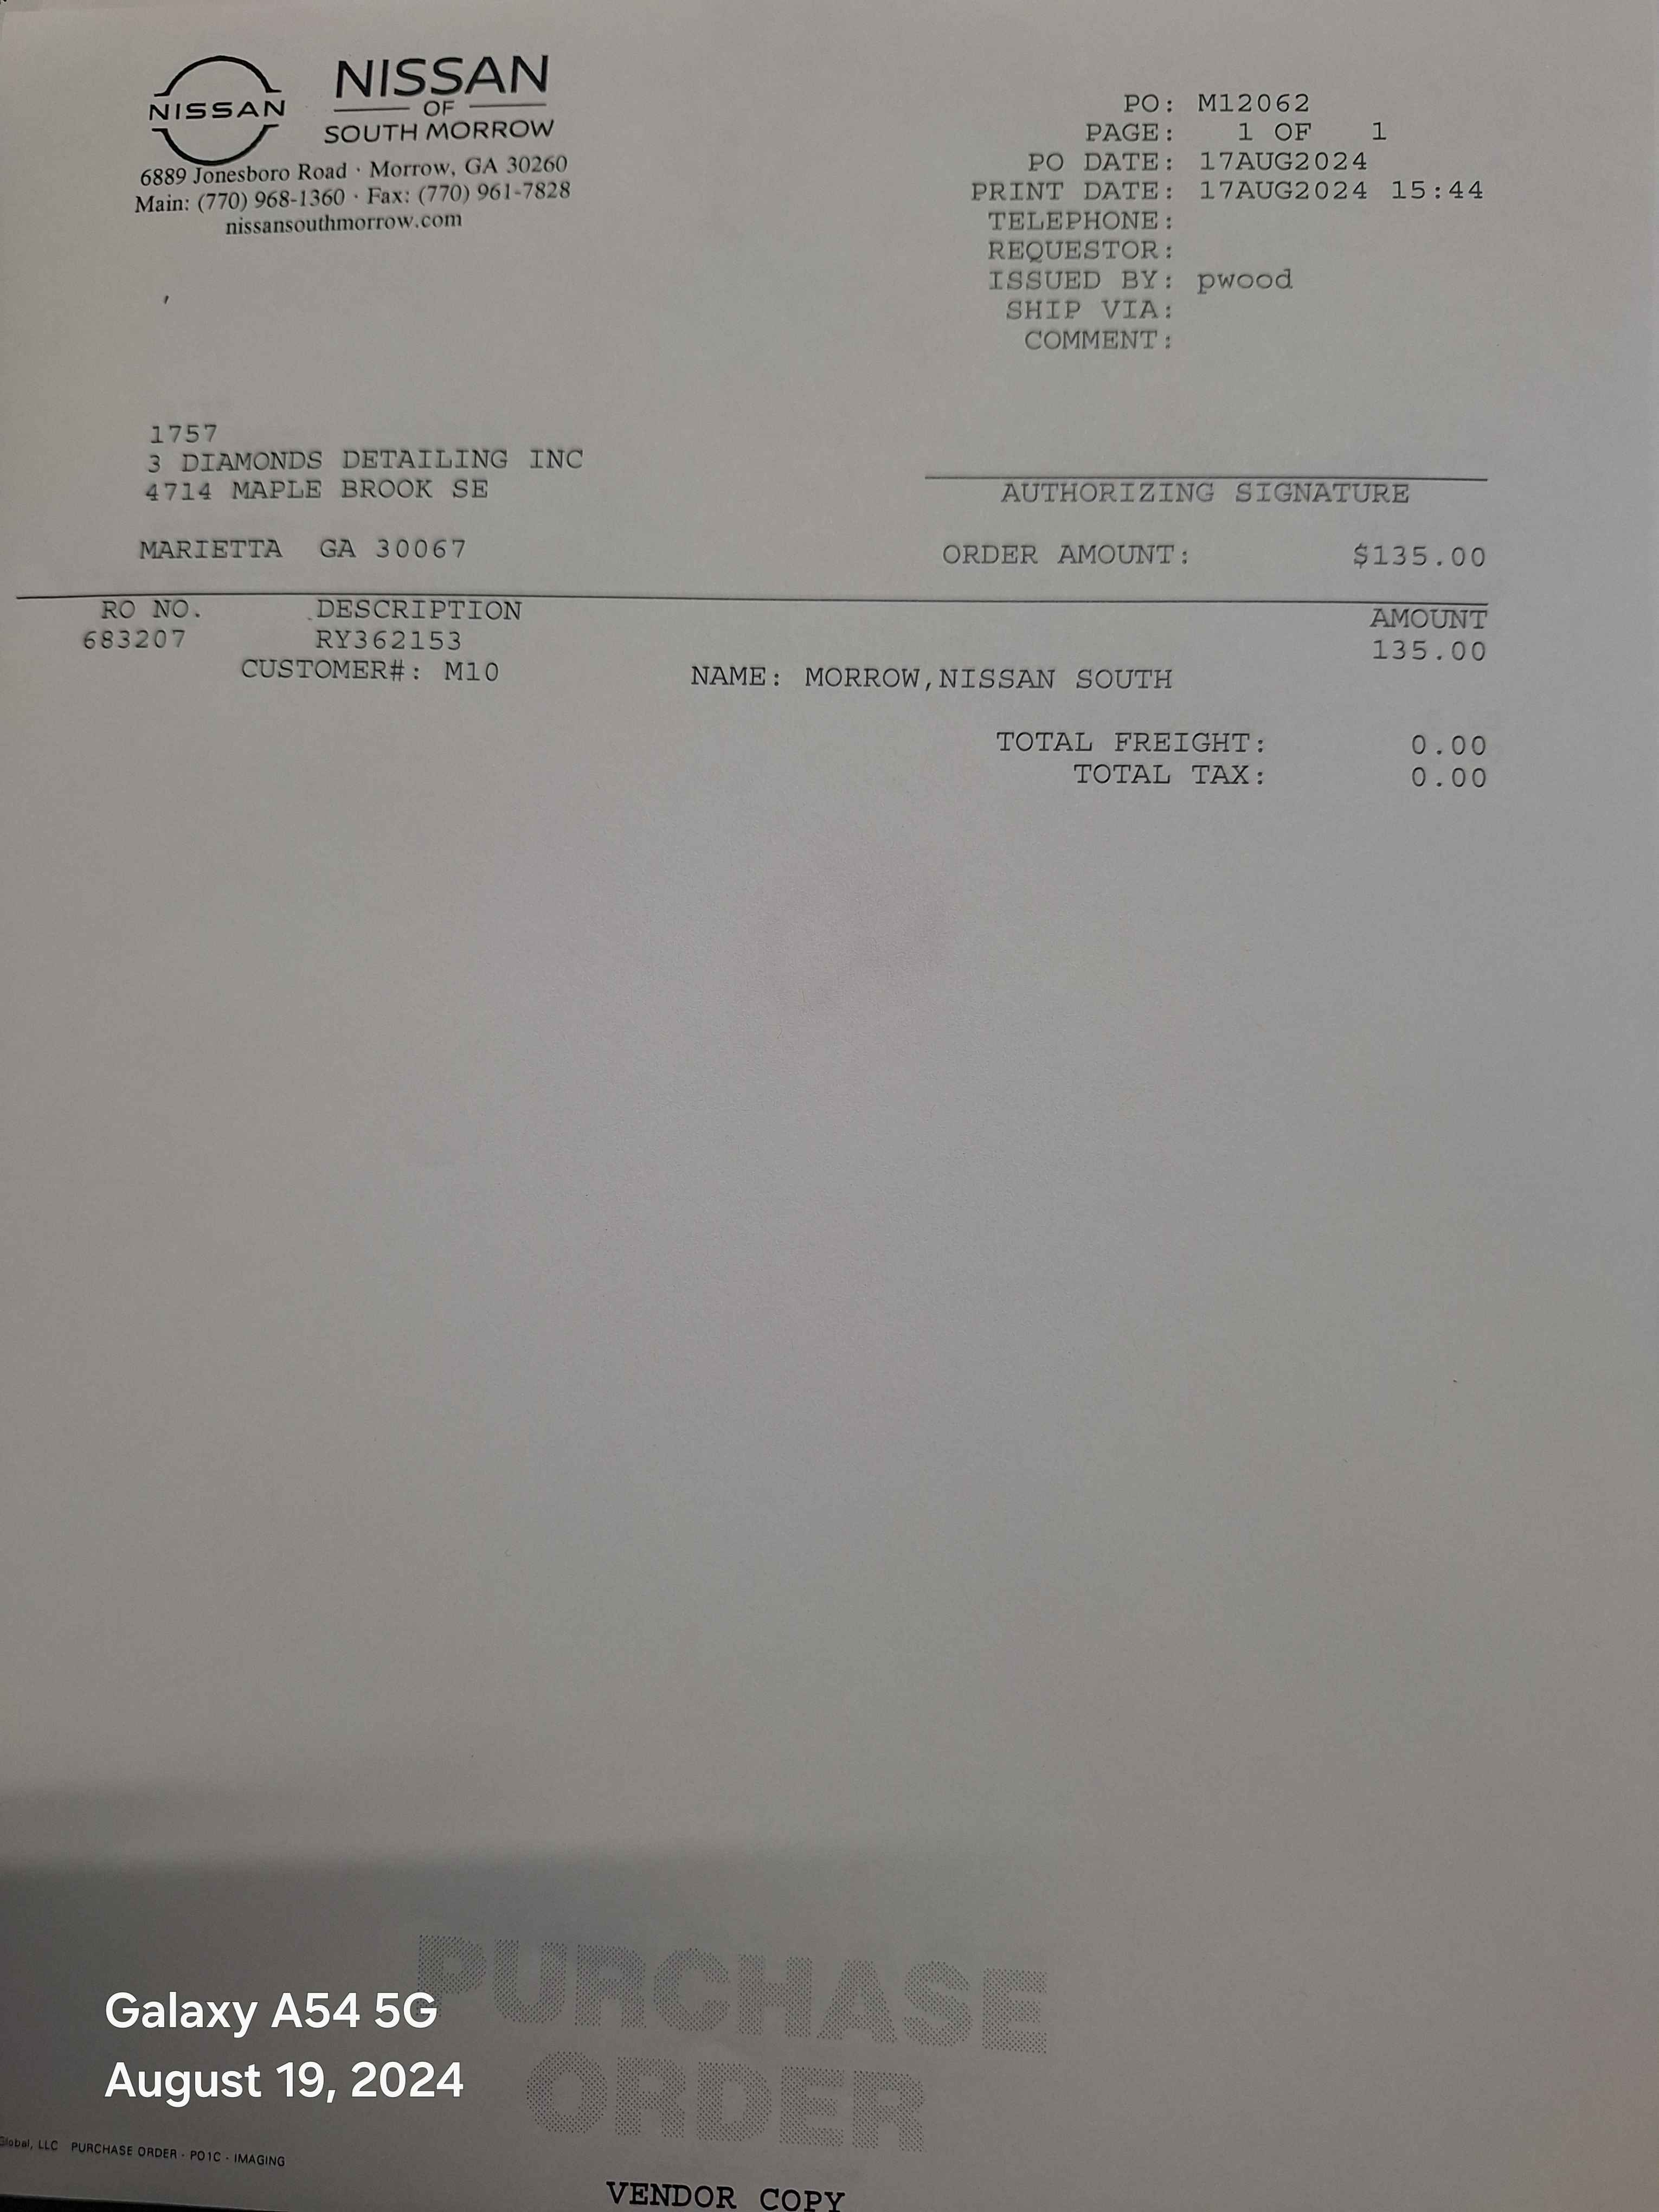 NISSAN
NISSAN
OF
SOUTH MORROW
6889 Jonesboro Road · Morrow, GA 30260
Main: (770) 968-1360 · Fax: (770) 961-7828
nissansouthmorrow.com
PO: M12062
PAGE: 1 OF 1
PO DATE: 17AUG2024
PRINT DATE: 17AUG2024 15:44
TELEPHONE:
REQUESTOR:
ISSUED BY: pwood
SHIP VIA:
COMMENT:
1757
3 DIAMONDS DETAILING INC
4714 MAPLE BROOK SE
MARIETTA GA 30067
AUTHORIZING SIGNATURE
ORDER AMOUNT: $135.00
RO NO. DESCRIPTION AMOUNT
683207 RY362153 135.00
CUSTOMER#: M10 NAME: MORROW,NISSAN SOUTH
TOTAL FREIGHT: 0.00
TOTAL TAX: 0.00
PURCHASE
ORDER
Galaxy A54 5G
August 19, 2024
Global, LLC PURCHASE ORDER - PO1C - IMAGING
VENDOR COPY